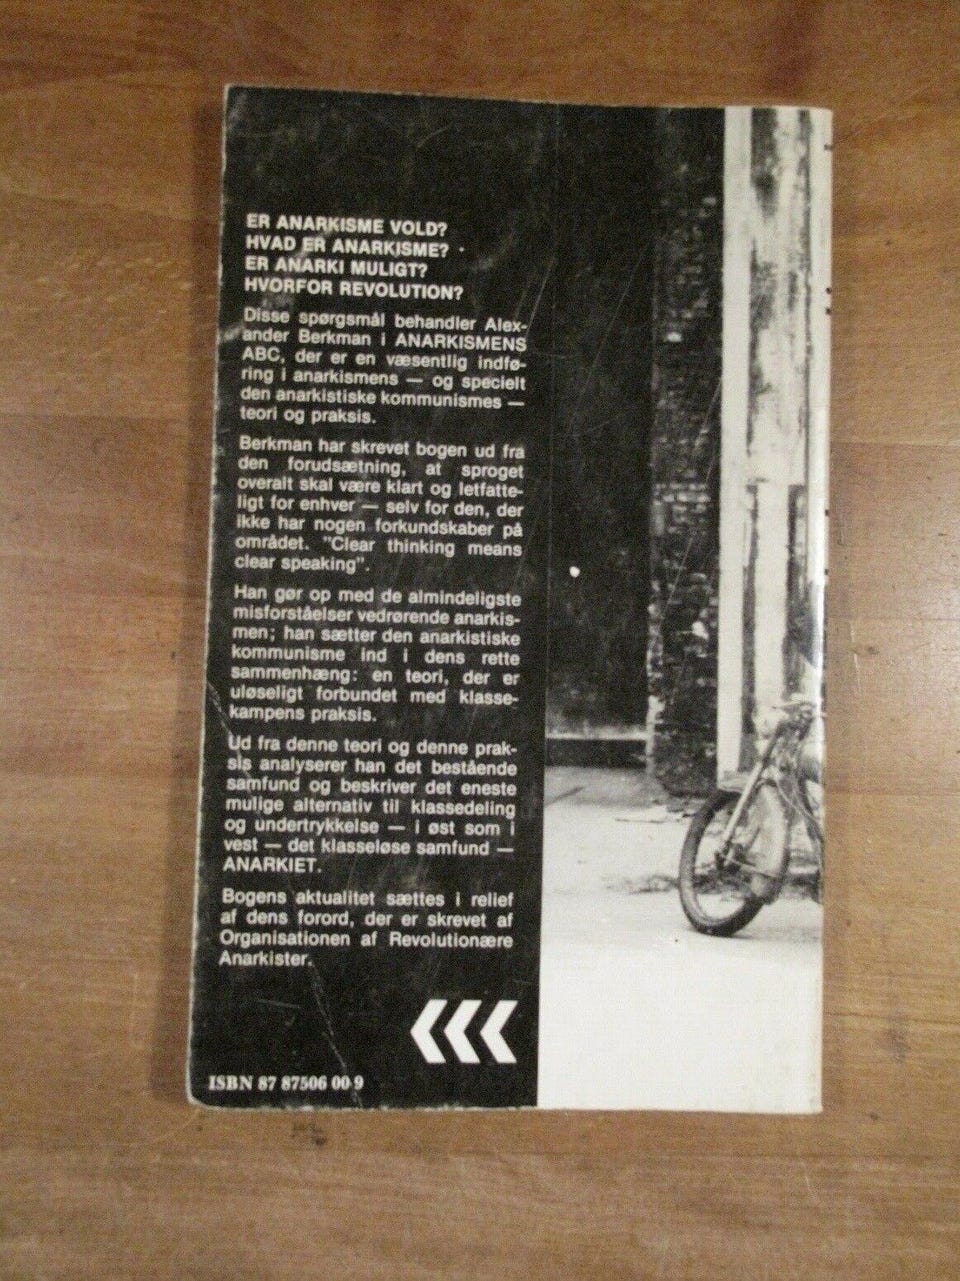 ER ANARKISME VOLD?
HVAD ER ANARKISME?
ER ANARKI MULIGT?
HVORFOR REVOLUTION?
Disse spørgsmål behandler Alex-
ander Berkman i ANARKISMENS
ABC, der er en væsentlig indfø-
ring i anarkismens — og specielt
den anarkistiske kommunismes —
teori og praksis.
Berkman har skrevet bogen ud fra
den forudsætning, at sproget
overalt skal være klart og letfatte-
ligt for enhver — selv for den, der
ikke har nogen forkundskaber på
området. "Clear thinking means
clear speaking".
Han gør op med de almindeligste
misforståelser vedrørende anarkis-
men; han sætter den anarkistiske
kommunisme ind i dens rette
sammenhæng: en teori, der er
uløseligt forbundet med klasse-
kampens praksis.
Ud fra denne teori og denne prak-
sis analyserer han det bestående
samfund og beskriver det eneste
mulige alternativ til klassedeling
og undertrykkelse — i øst som i
vest — det klasseløse samfund —
ANARKIET.
Bogens aktualitet sættes i relief
af dens forord, der er skrevet af
Organisationen af Revolutionære
Anarkister.
ISBN 87 87506 00 9